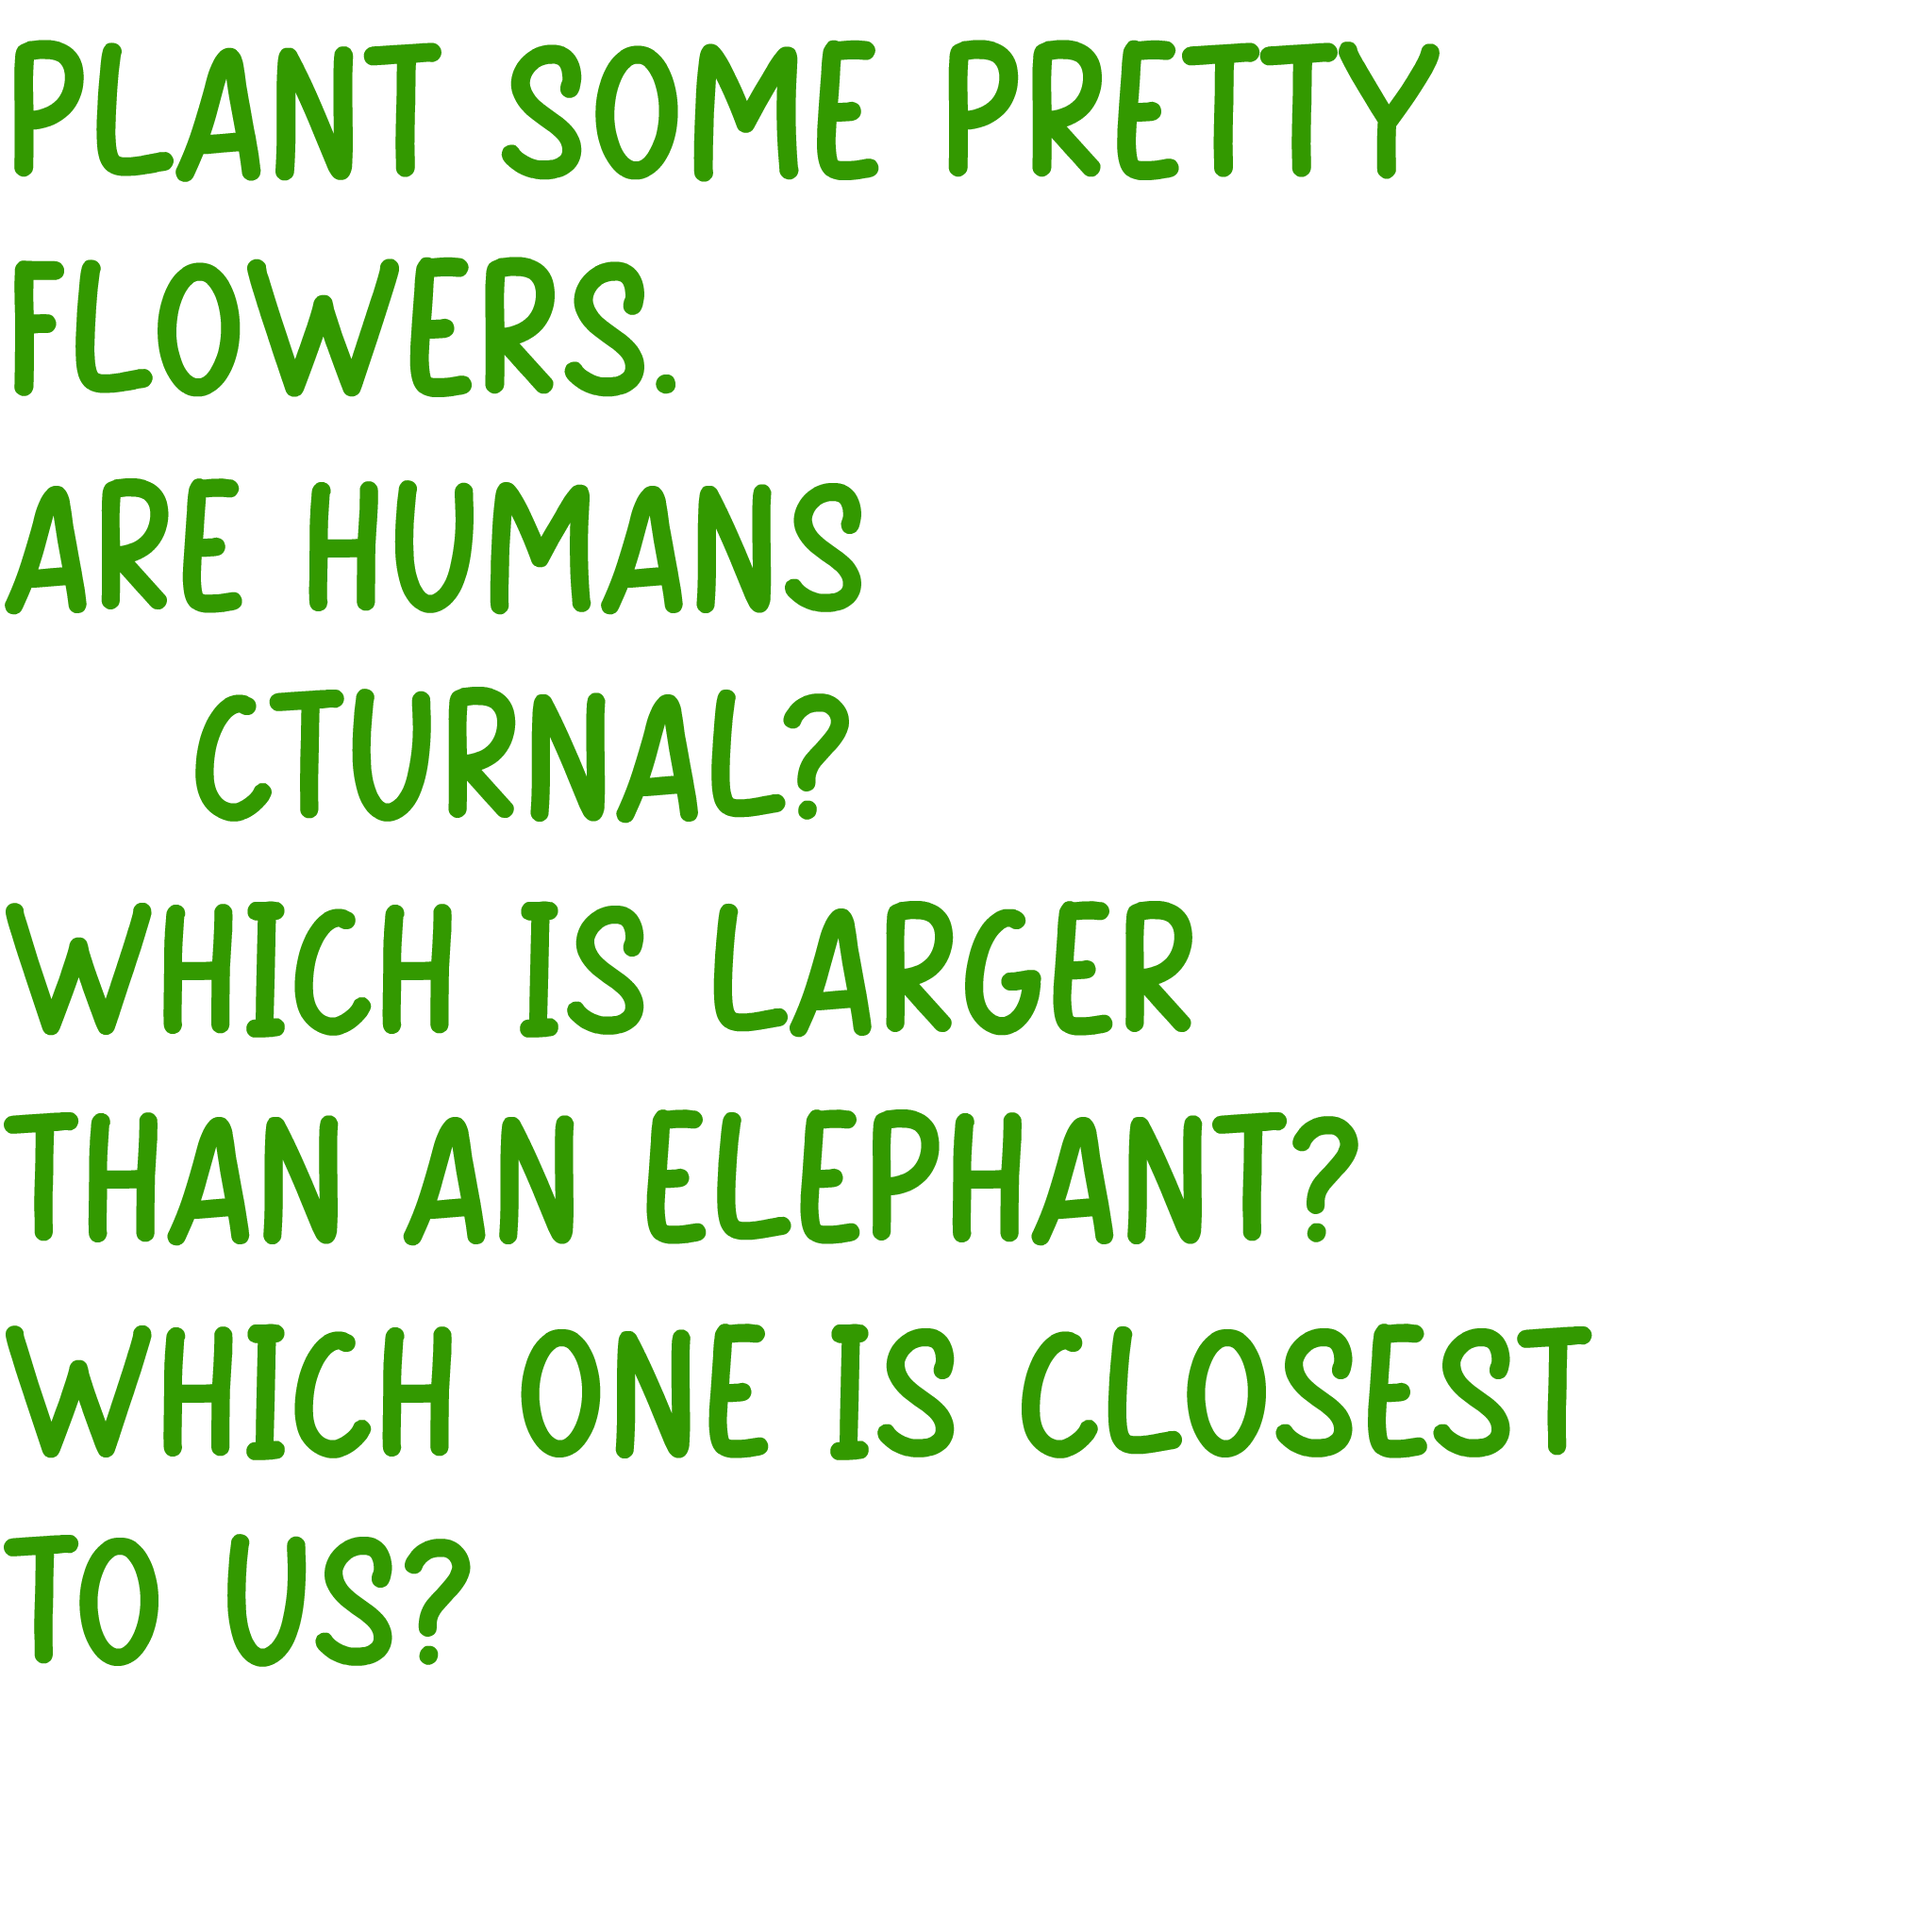 PLANT SOME PRETTY
FLOWERS.
ARE HUMANS
CTURNAL?
WHICH IS LARGER
THAN AN ELEPHANT?
WHICH ONE IS CLOSEST
TO US?